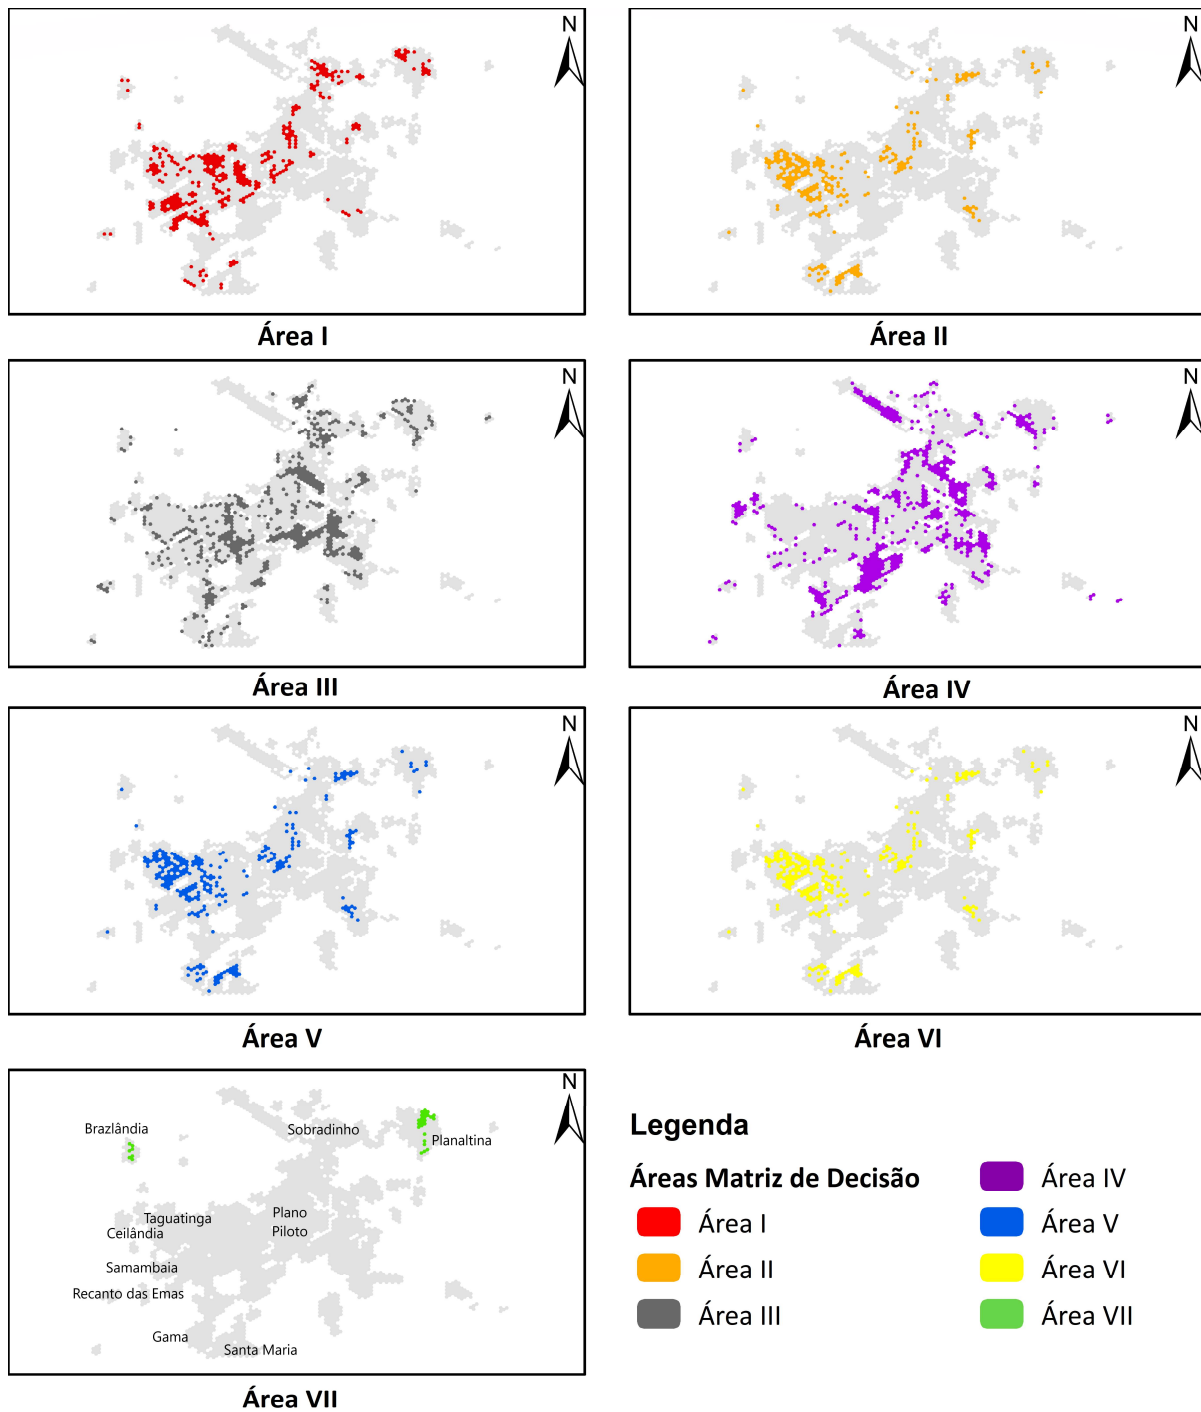 N
N
Área I
Área II
N
N
Área III
Área IV
N
N
Área V
Área VI
N
Brazlândia
Sobradinho
Planaltina
Taguatinga
Ceilândia
Plano
Piloto
Samambaia
Recanto das Emas
Gama
Santa Maria
Área VII
Legenda
Áreas Matriz de Decisão
Área I
Área II
Área III
Área IV
Área V
Área VI
Área VII